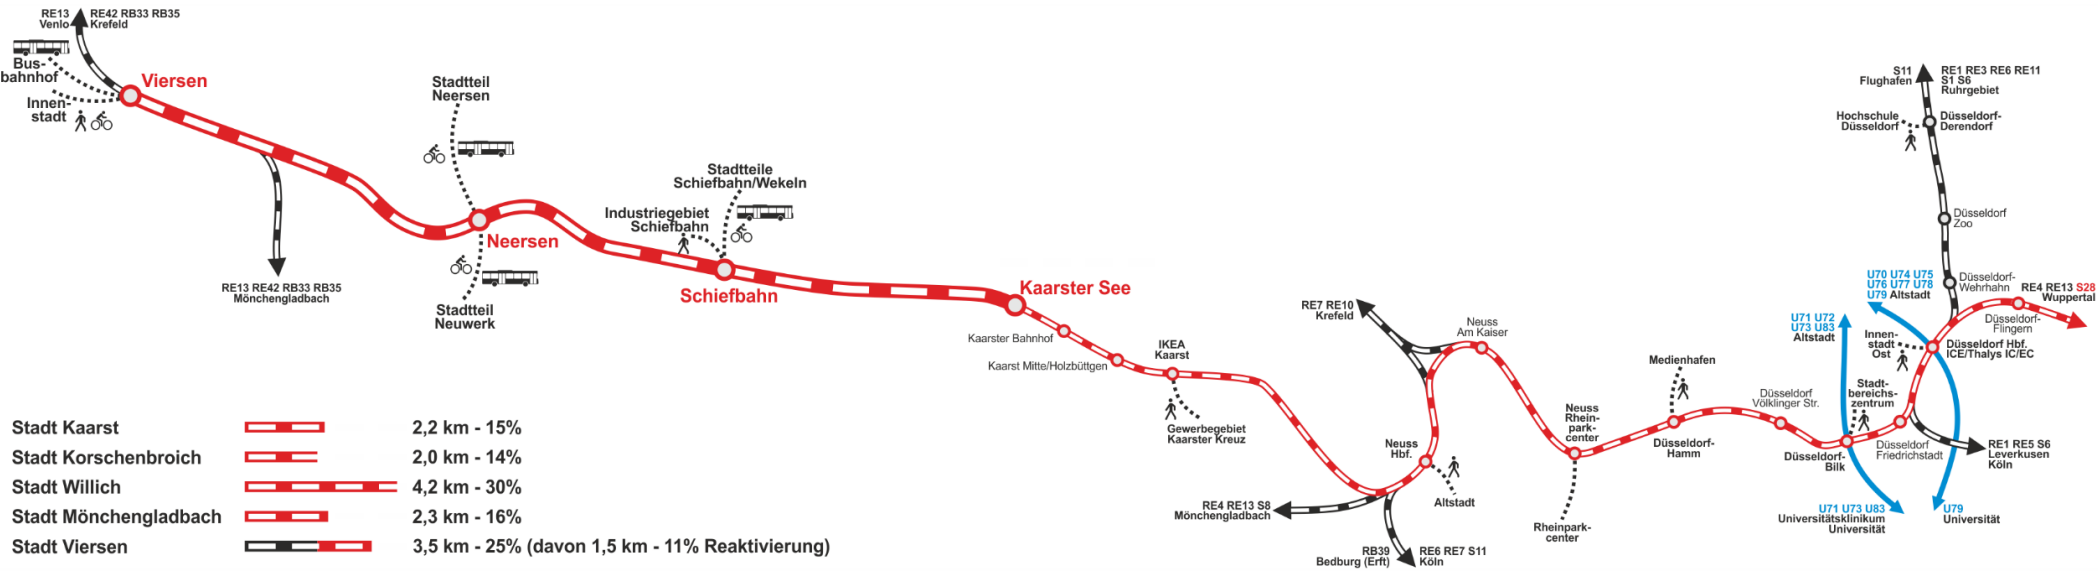 RE13
Venlo
RE42 RB33 RB35
Krefeld
Bus-
bahnhof
Innen-
stadt
Viersen
RE13 RE42 RB33 RB35
Mönchengladbach
Stadtteil
Neersen
Neersen
Stadtteil
Neuwerk
Stadtteile
Schiefbahn/Wekeln
Industriegebiet
Schiefbahn
Schiefbahn
Kaarster See
Kaarster Bahnhof
Kaarst Mitte/Holzbüttgen
IKEA
Kaarst
Gewerbegebiet
Kaarster Kreuz
RE7 RE10
Krefeld
Neuss
Am Kaiser
Neuss
Hbf.
Altstadt
RE4 RE13 S8
Mönchengladbach
RB39
Bedburg (Erft)
RE6 RE7 S11
Köln
Neuss
Rhein-
park-
center
Rheinpark-
center
Medienhafen
Düsseldorf-
Hamm
Düsseldorf
Völklinger Str.
U71 U72
U73 U83
Altstadt
Stadt-
bereichs-
zentrum
Düsseldorf-
Bilk
Düsseldorf
Friedrichstadt
U71 U73 U83
Universitätsklinikum
Universität
U79
Universität
RE1 RE5 S6
Leverkusen
Köln
Innen-
stadt
Ost
Düsseldorf Hbf.
ICE/Thalys IC/EC
U70 U74 U75
U76 U77 U78
U79 Altstadt
Düsseldorf-
Flingern
RE4 RE13 S28
Wuppertal
Düsseldorf-
Wehrhahn
Düsseldorf
Zoo
Hochschule
Düsseldorf
Düsseldorf-
Derendorf
S11
Flughafen
RE1 RE3 RE6 RE11
S1 S6
Ruhrgebiet
Stadt Kaarst 2,2 km - 15%
Stadt Korschenbroich 2,0 km - 14%
Stadt Willich 4,2 km - 30%
Stadt Mönchengladbach 2,3 km - 16%
Stadt Viersen 3,5 km - 25% (davon 1,5 km - 11% Reaktivierung)